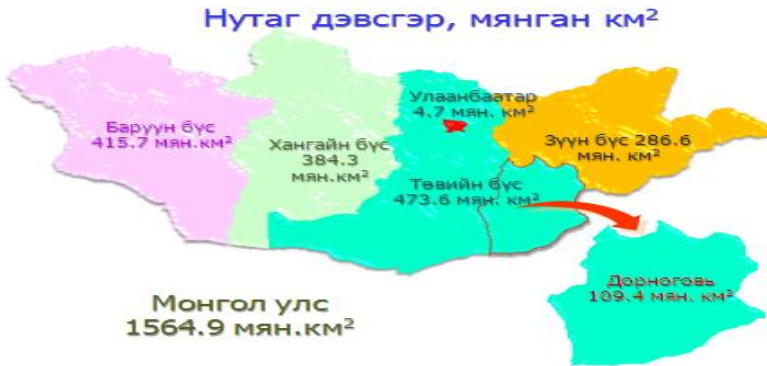 Нутаг дэвсгэр, мянган км²
Баруун бүс
415.7 мян.км²
Хангайн бүс
384.3
мян.км²
Улаанбаатар
4.7 мян. км²
Төвийн бүс
473.6 мян. км²
Зүүн бүс 286.6
мян. км²
Дорноговь
109.4 мян. км²
Монгол улс
1564.9 мян.км²